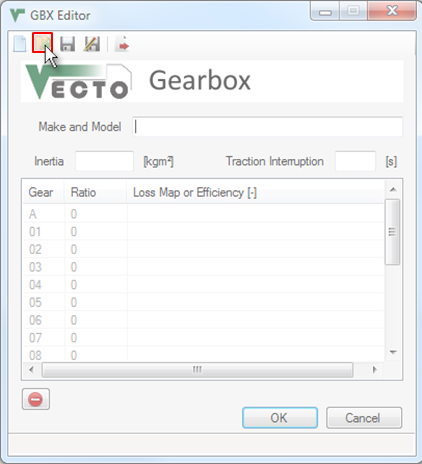 GBX Editor
VECTO Gearbox
Make and Model
Inertia [kgm²] Traction Interruption [s]
Gear Ratio Loss Map or Efficiency [-]
A 0
01 0
02 0
03 0
04 0
05 0
06 0
07 0
08 0
OK Cancel